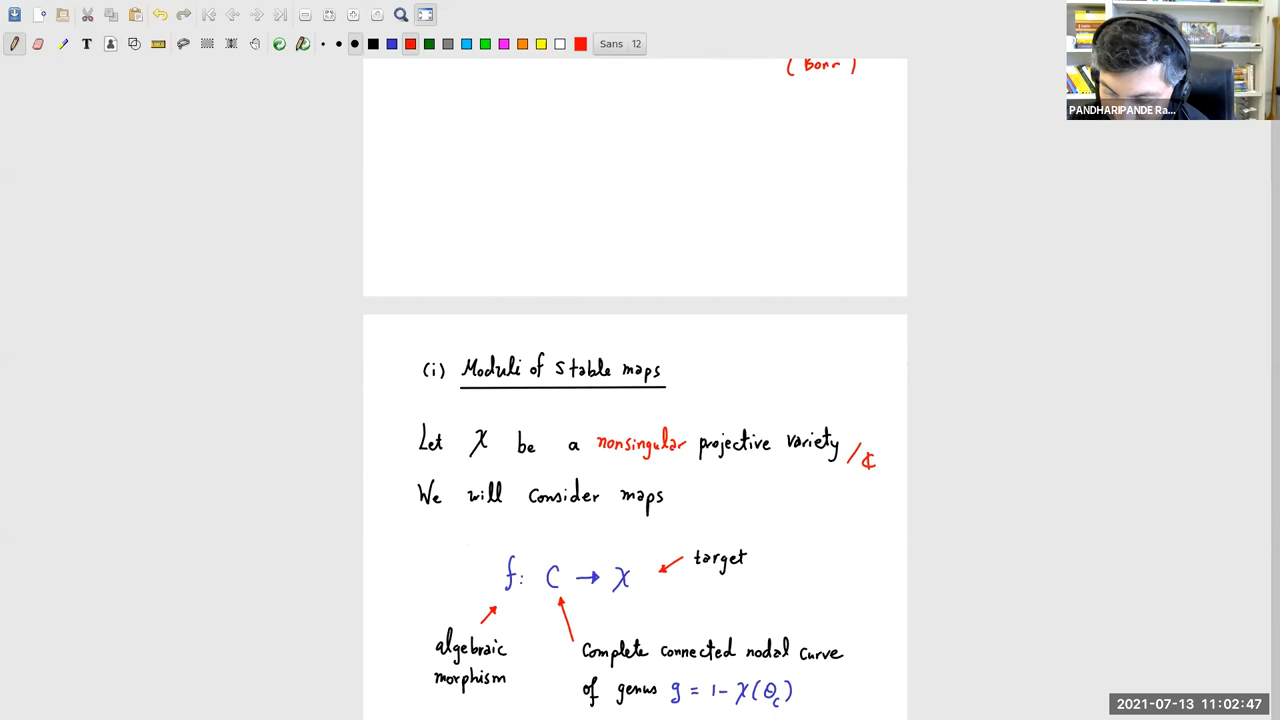 Sans 12
PANDHARIPANDE Ra...
(Bonn)
(i) Moduli of stable maps
Let X be a nonsingular projective variety /ℂ
We will consider maps
f: C → X
target
algebraic
morphism
complete connected nodal curve
of genus g = 1 - χ(O_C)
2021-07-13 11:02:47